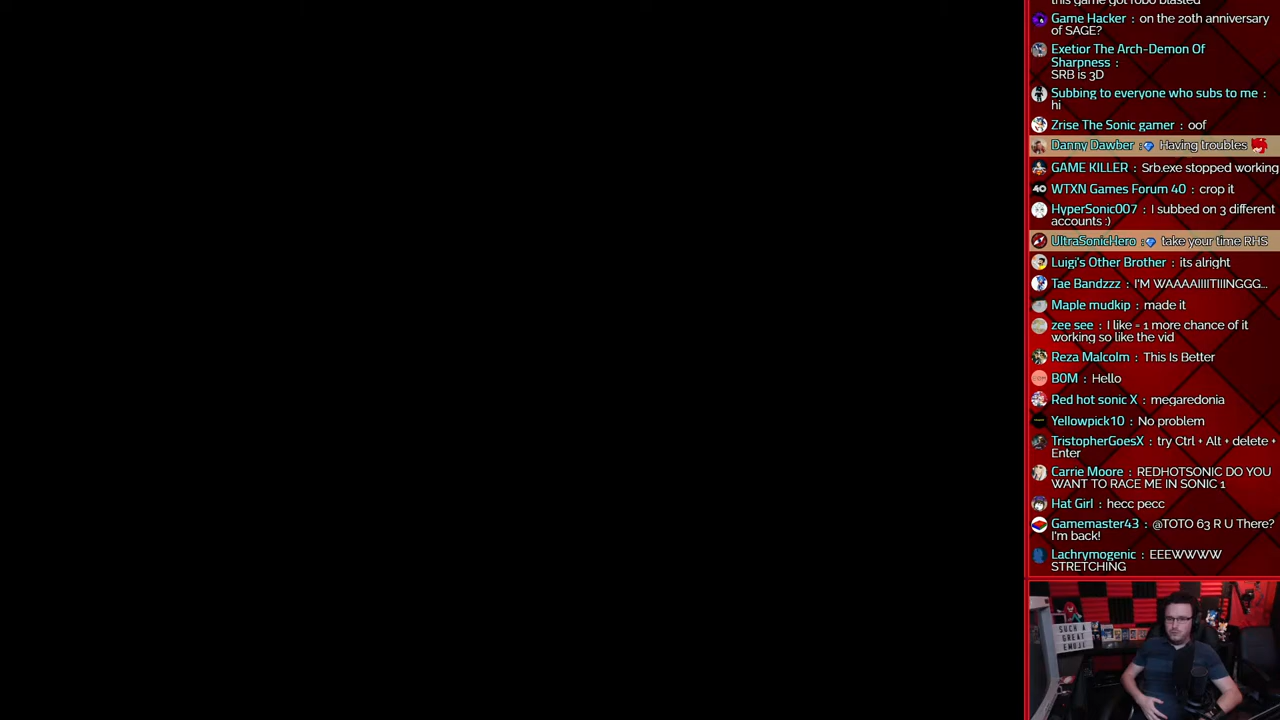 this game got robo blasted
Game Hacker : on the 20th anniversary
of SAGE?
Exetior The Arch-Demon Of
Sharpness :
SRB is 3D
Subbing to everyone who subs to me :
hi
Zrise The Sonic gamer : oof
Danny Dawber : Having troubles
GAME KILLER : Srb.exe stopped working
40 WTXN Games Forum 40 : crop it
HyperSonic007 : I subbed on 3 different
accounts :)
UltraSonicHero : take your time RHS
Luigi's Other Brother : its alright
Tae Bandzzz : I'M WAAAAIIIITIIINGGG...
Maple mudkip : made it
zee see : I like = 1 more chance of it
working so like the vid
Reza Malcolm : This Is Better
B0M : Hello
Red hot sonic X : megaredonia
Yellowpick10 : No problem
TristopherGoesX : try Ctrl + Alt + delete +
Enter
Carrie Moore : REDHOTSONIC DO YOU
WANT TO RACE ME IN SONIC 1
Hat Girl : hecc pecc
Gamemaster43 : @TOTO 63 R U There?
I'm back!
Lachrymogenic : EEEWWWW
STRETCHING
SUCH A
GREAT
EMOJI